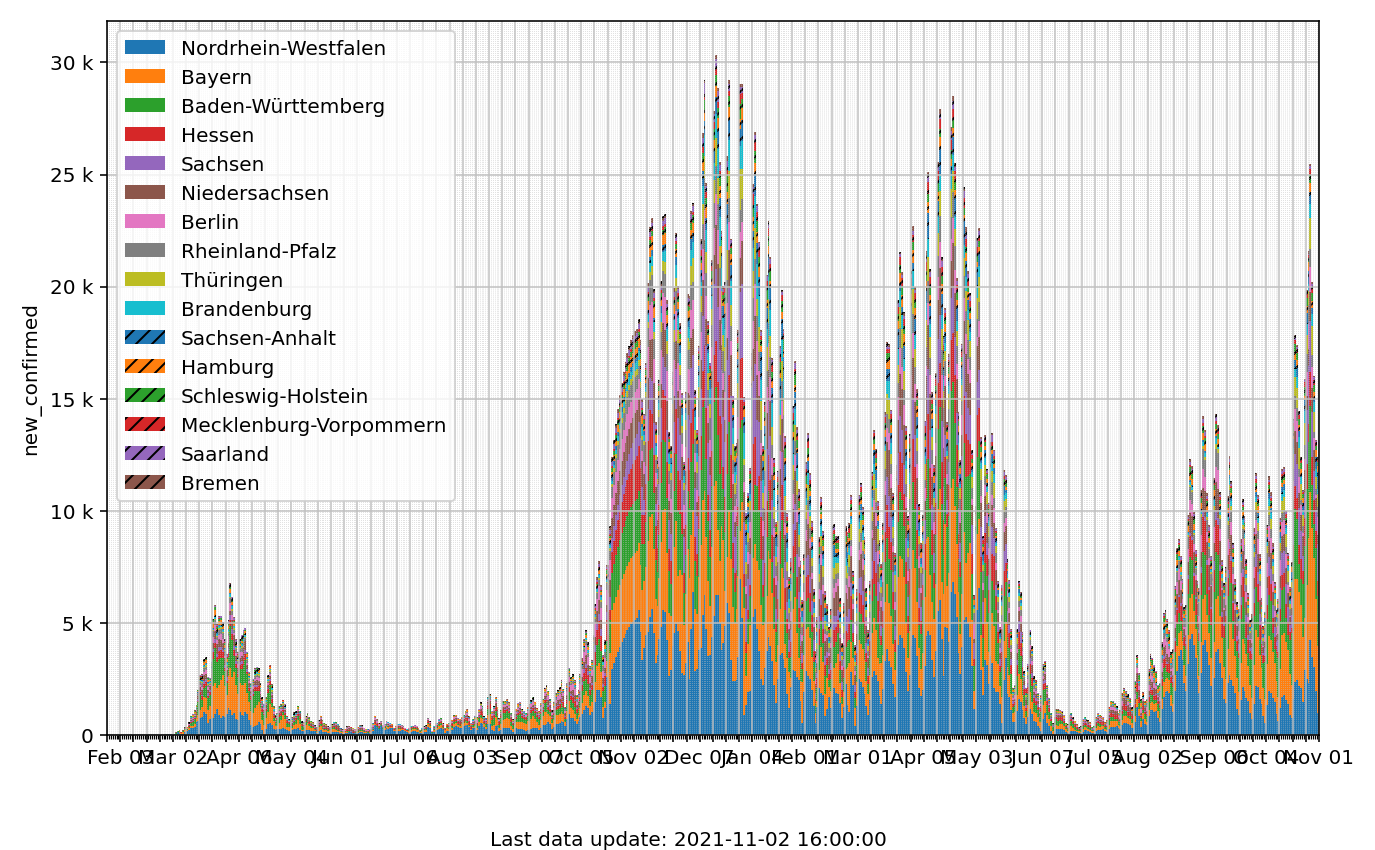 30 k
25 k
20 k
15 k
10 k
5 k
0
new_confirmed
Nordrhein-Westfalen
Bayern
Baden-Württemberg
Hessen
Sachsen
Niedersachsen
Berlin
Rheinland-Pfalz
Thüringen
Brandenburg
Sachsen-Anhalt
Hamburg
Schleswig-Holstein
Mecklenburg-Vorpommern
Saarland
Bremen
Feb 03 Mar 02 Apr 06 May 04 Jun 01 Jul 06 Aug 03 Sep 07 Oct 05 Nov 02 Dec 07 Jan 04 Feb 01 Mar 01 Apr 05 May 03 Jun 07 Jul 05 Aug 02 Sep 06 Oct 04 Nov 01
Last data update: 2021-11-02 16:00:00